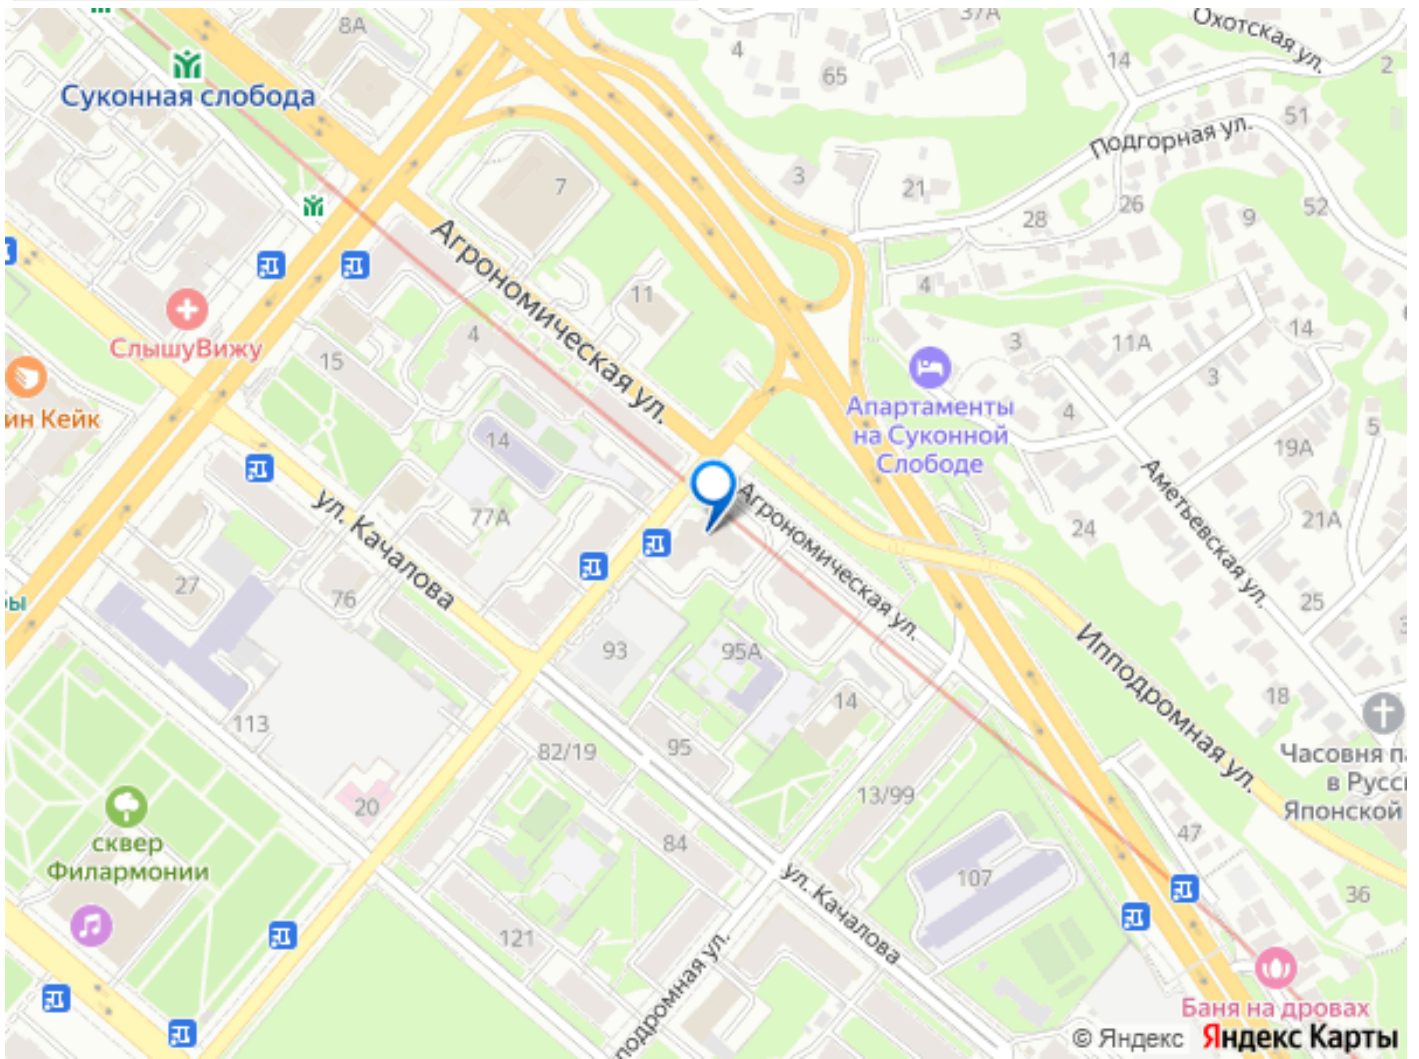 8А
37А
Охотская ул.
4
65
14
2
Суконная слобода
51
Подгорная ул.
7
3
21
28
26
9
52
Агрономическая ул.
11
4
4
СлышуВижу
15
3
11А
14
3
ин Кейк
Апартаменты
на Суконной
Слободе
4
5
14
19А
ул. Качалова
77А
Агрономическая ул.
24
Аметьевская ул.
21А
27
76
ы
25
93
95А
Ипподромная ул.
14
18
113
82/19
95
Часовня па
в Русск
Японской
13/99
20
47
сквер
Филармонии
84
ул. Качалова
107
36
121
подромная ул.
Баня на дровах
© Яндекс Яндекс Карты